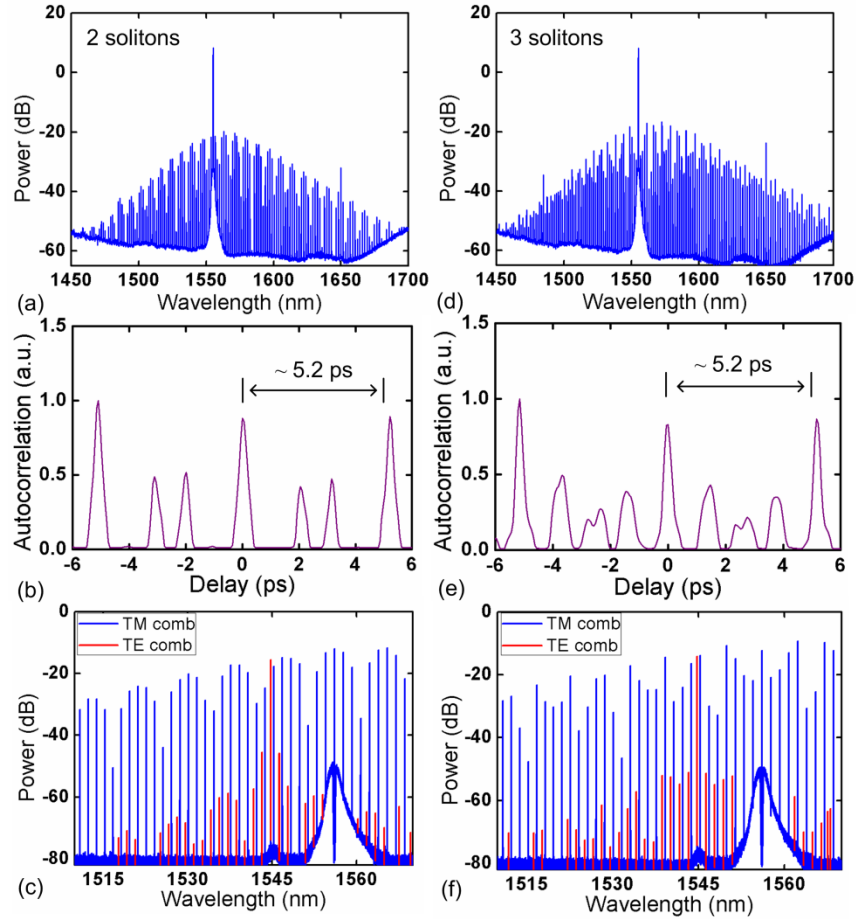 2 solitons
Power (dB)
20
0
-20
-40
-60
1450 1500 1550 1600 1650 1700
Wavelength (nm)
(a)
3 solitons
Power (dB)
20
0
-20
-40
-60
1450 1500 1550 1600 1650 1700
Wavelength (nm)
(d)
Autocorrelation (a.u.)
1.5
1.0
0.5
0.0
~ 5.2 ps
-6 -4 -2 0 2 4 6
Delay (ps)
(b)
Autocorrelation (a.u.)
1.5
1.0
0.5
0.0
~ 5.2 ps
-6 -4 -2 0 2 4 6
Delay (ps)
(e)
TM comb
TE comb
Power (dB)
0
-20
-40
-60
-80
1515 1530 1545 1560
Wavelength (nm)
(c)
TM comb
TE comb
Power (dB)
0
-20
-40
-60
-80
1515 1530 1545 1560
Wavelength (nm)
(f)